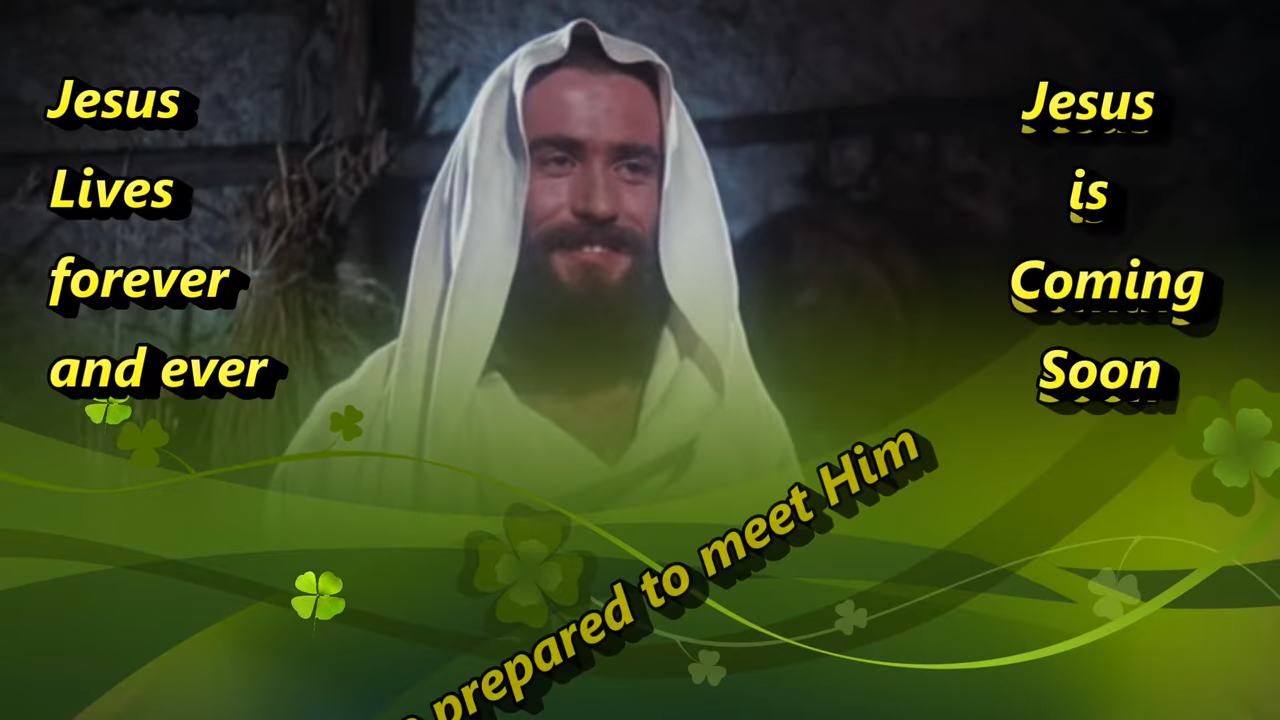 Jesus
Lives
forever
and ever
Jesus
is
Coming
Soon
prepared to meet Him